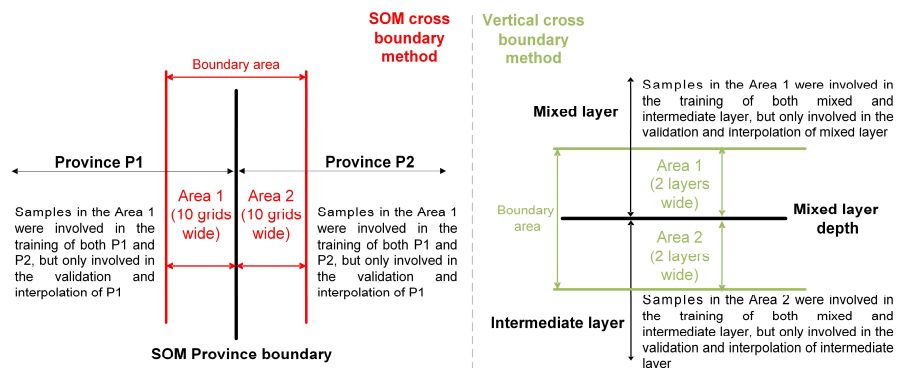 SOM cross
boundary
method
Boundary area
Province P1
Province P2
Area 1
(10 grids
wide)
Area 2
(10 grids
wide)
Samples in the Area 1
were involved in the
training of both P1 and
P2, but only involved in
the validation and
interpolation of P1
Samples in the Area 1
were involved in the
training of both P1 and
P2, but only involved in
the validation and
interpolation of P1
SOM Province boundary
Vertical cross
boundary
method
Mixed layer
Samples in the Area 1 were involved in
the training of both mixed and
intermediate layer, but only involved in the
validation and interpolation of mixed layer
Area 1
(2 layers
wide)
Boundary
area
Mixed layer
depth
Area 2
(2 layers
wide)
Intermediate layer
Samples in the Area 2 were involved in
the training of both mixed and
intermediate layer, but only involved in the
validation and interpolation of intermediate
layer